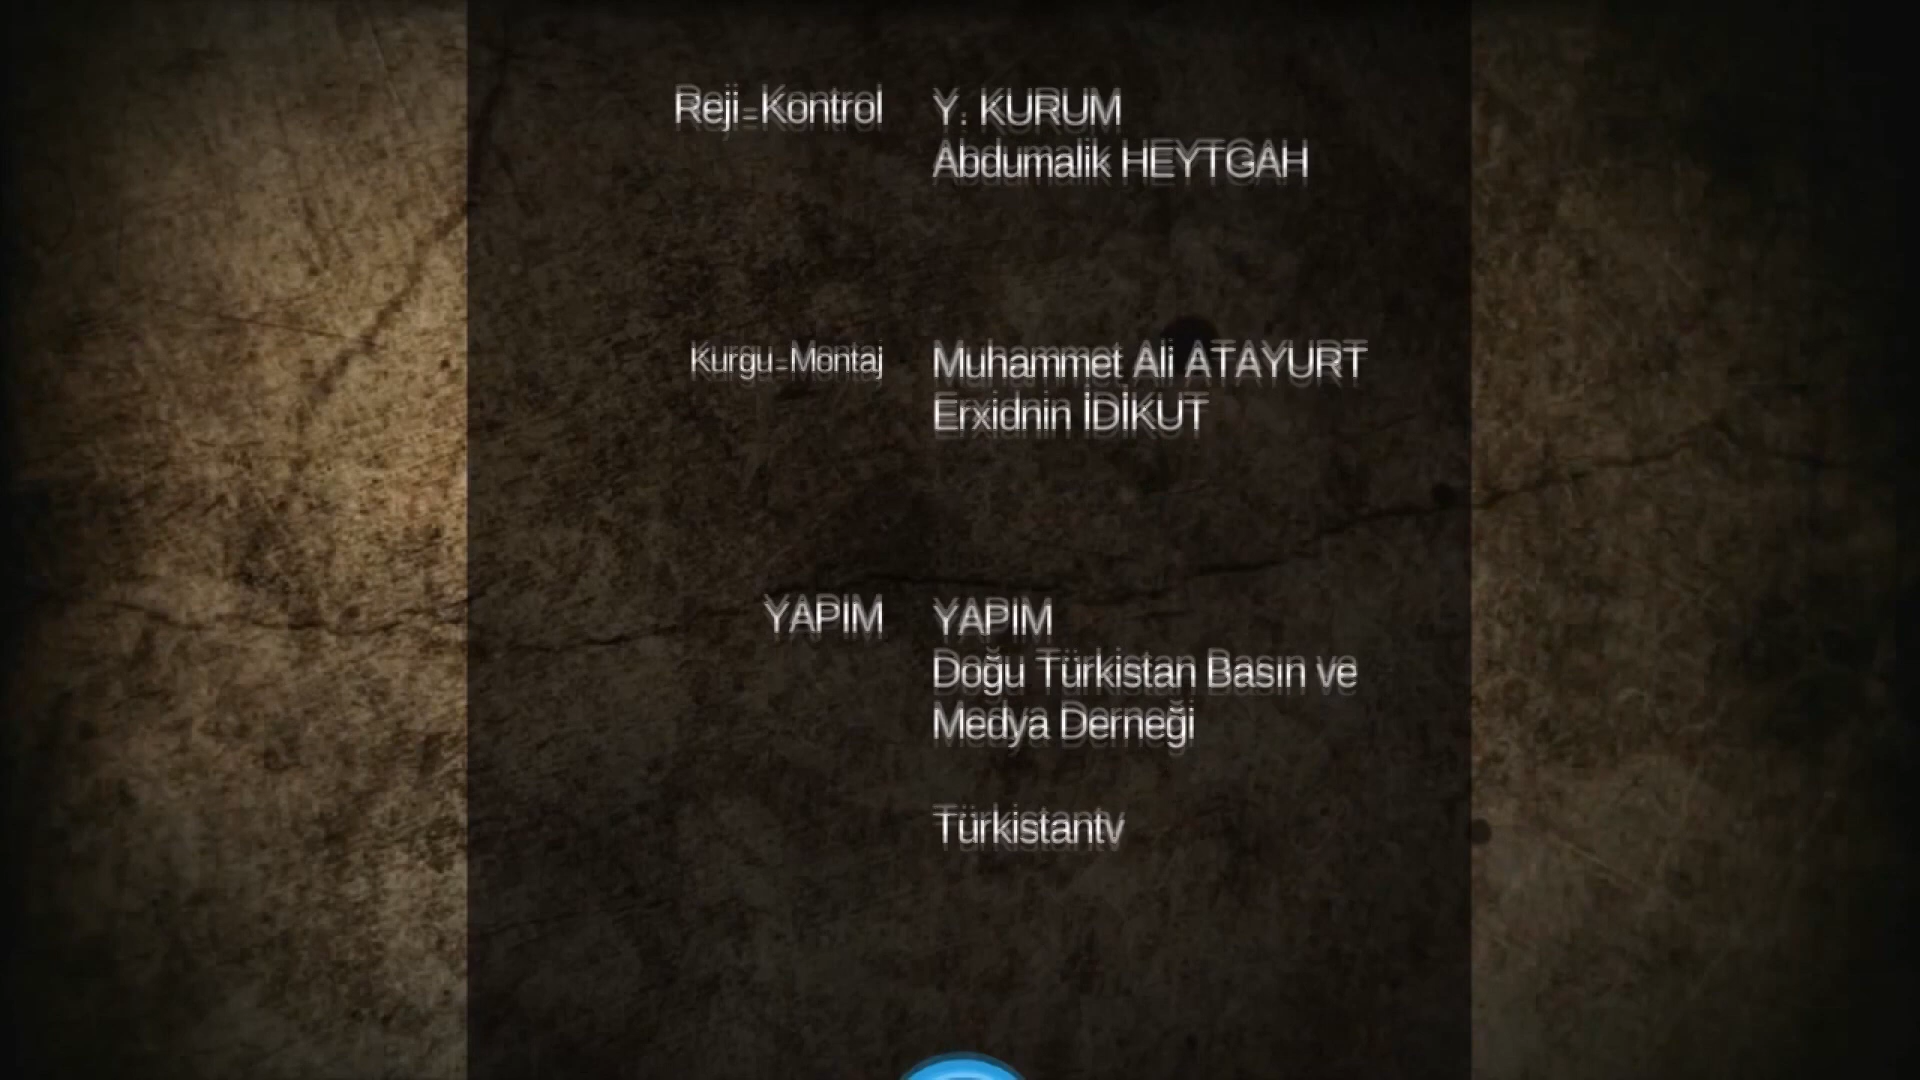 Reji-Kontrol Y. KURUM
Abdumalik HEYTGAH
Kurgu-Montaj Muhammet Ali ATAYURT
Erxidnin İDİKUT
YAPIM YAPIM
Doğu Türkistan Basın ve
Medya Derneği
Türkistantv